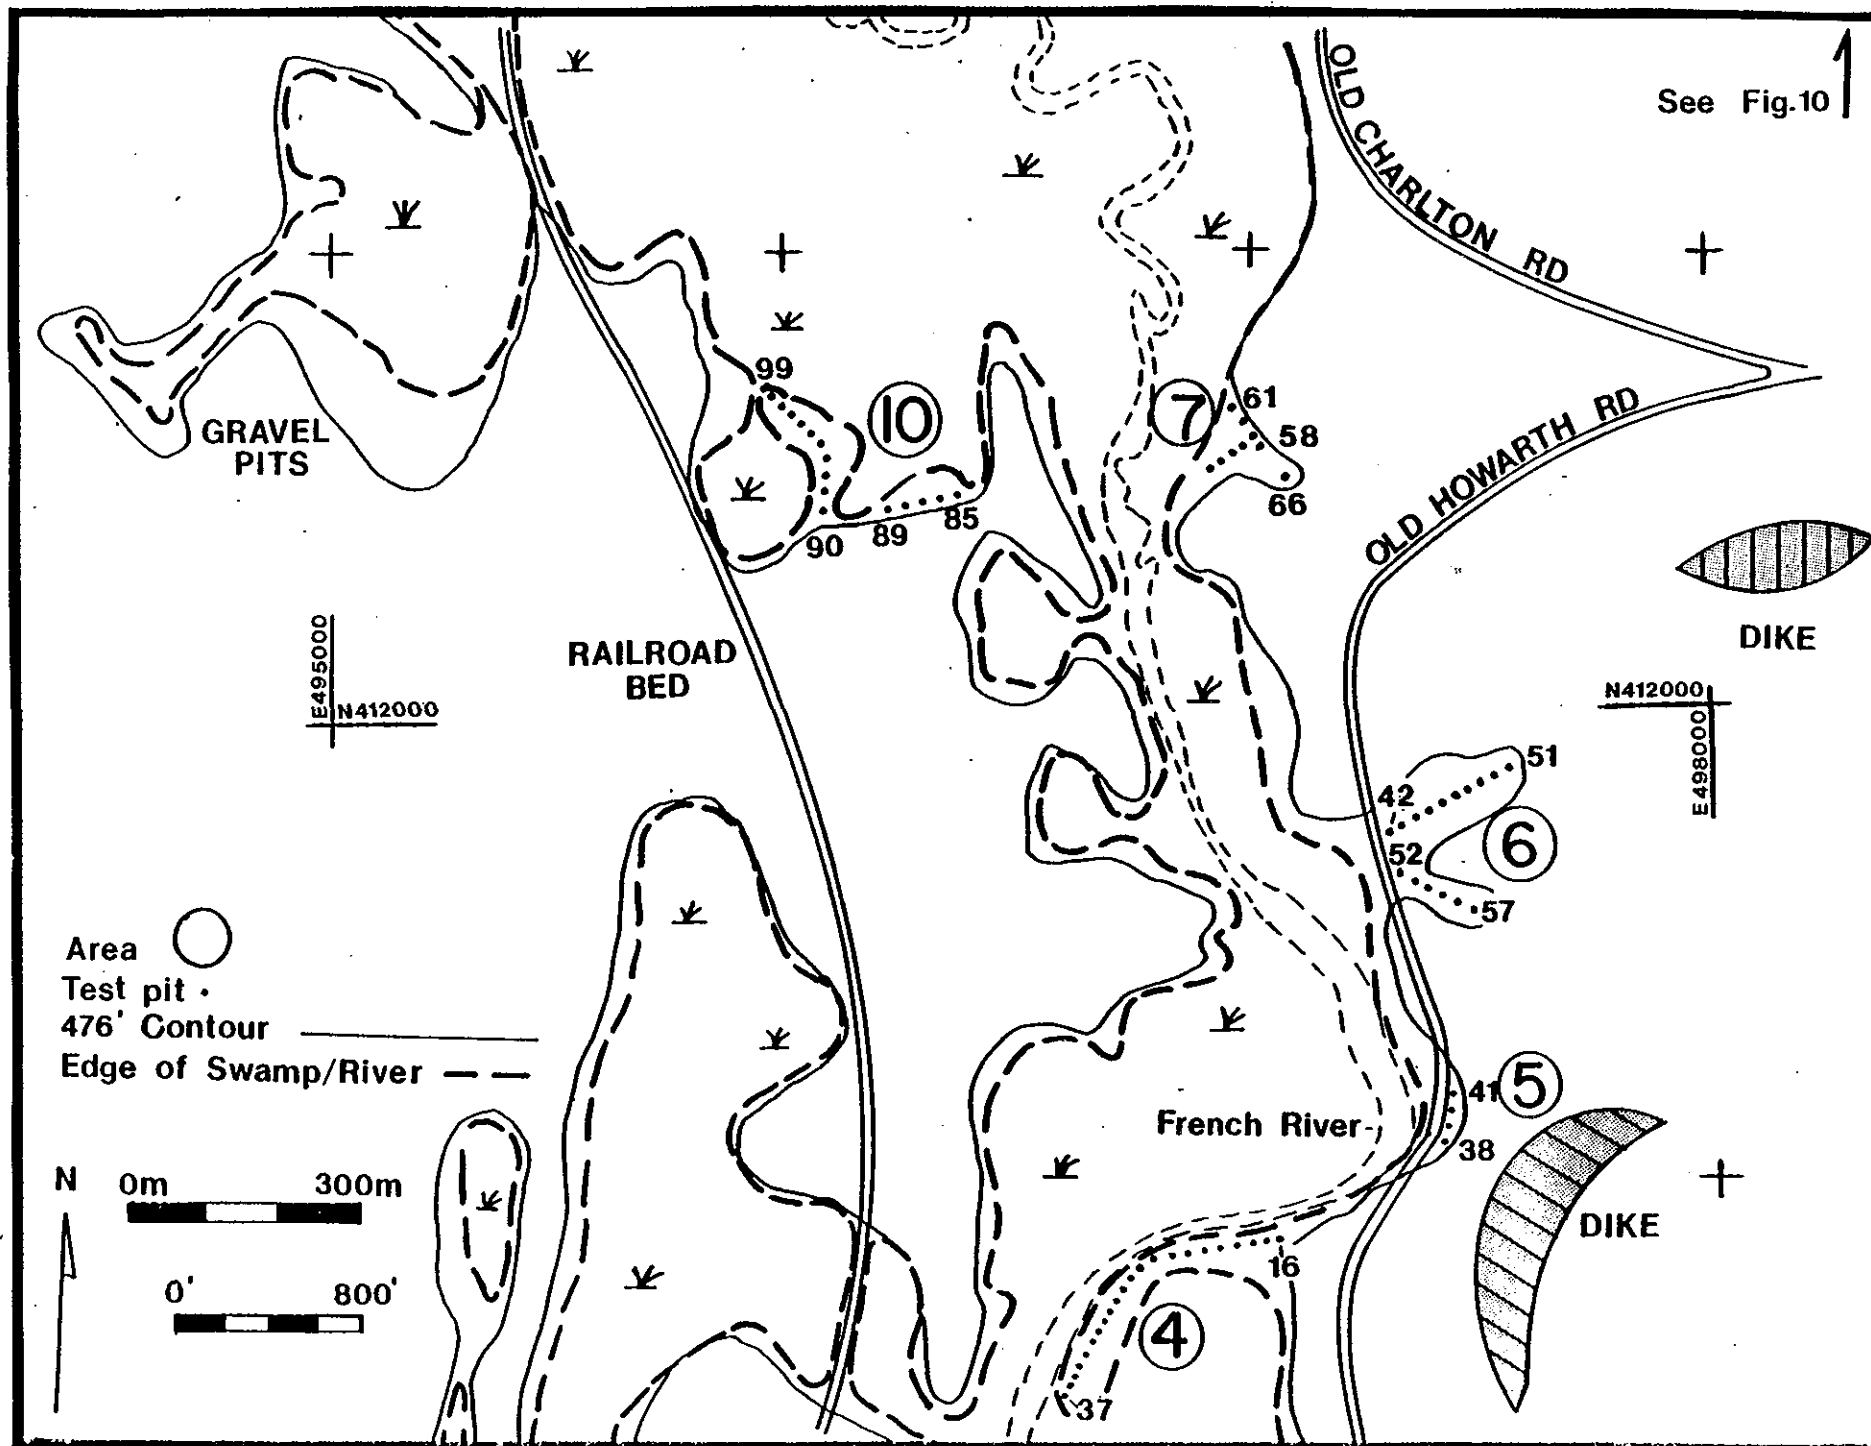 See Fig.10
OLD CHARLTON RD
99
10
7
61
58
66
GRAVEL
PITS
85
89
90
OLD HOWARTH RD
DIKE
RAILROAD
BED
E495000
N412000
N412000
E498000
51
42
52
6
57
Area
Test pit
476' Contour
Edge of Swamp/River
41
5
38
French River
N
0m 300m
0' 800'
DIKE
16
4
37